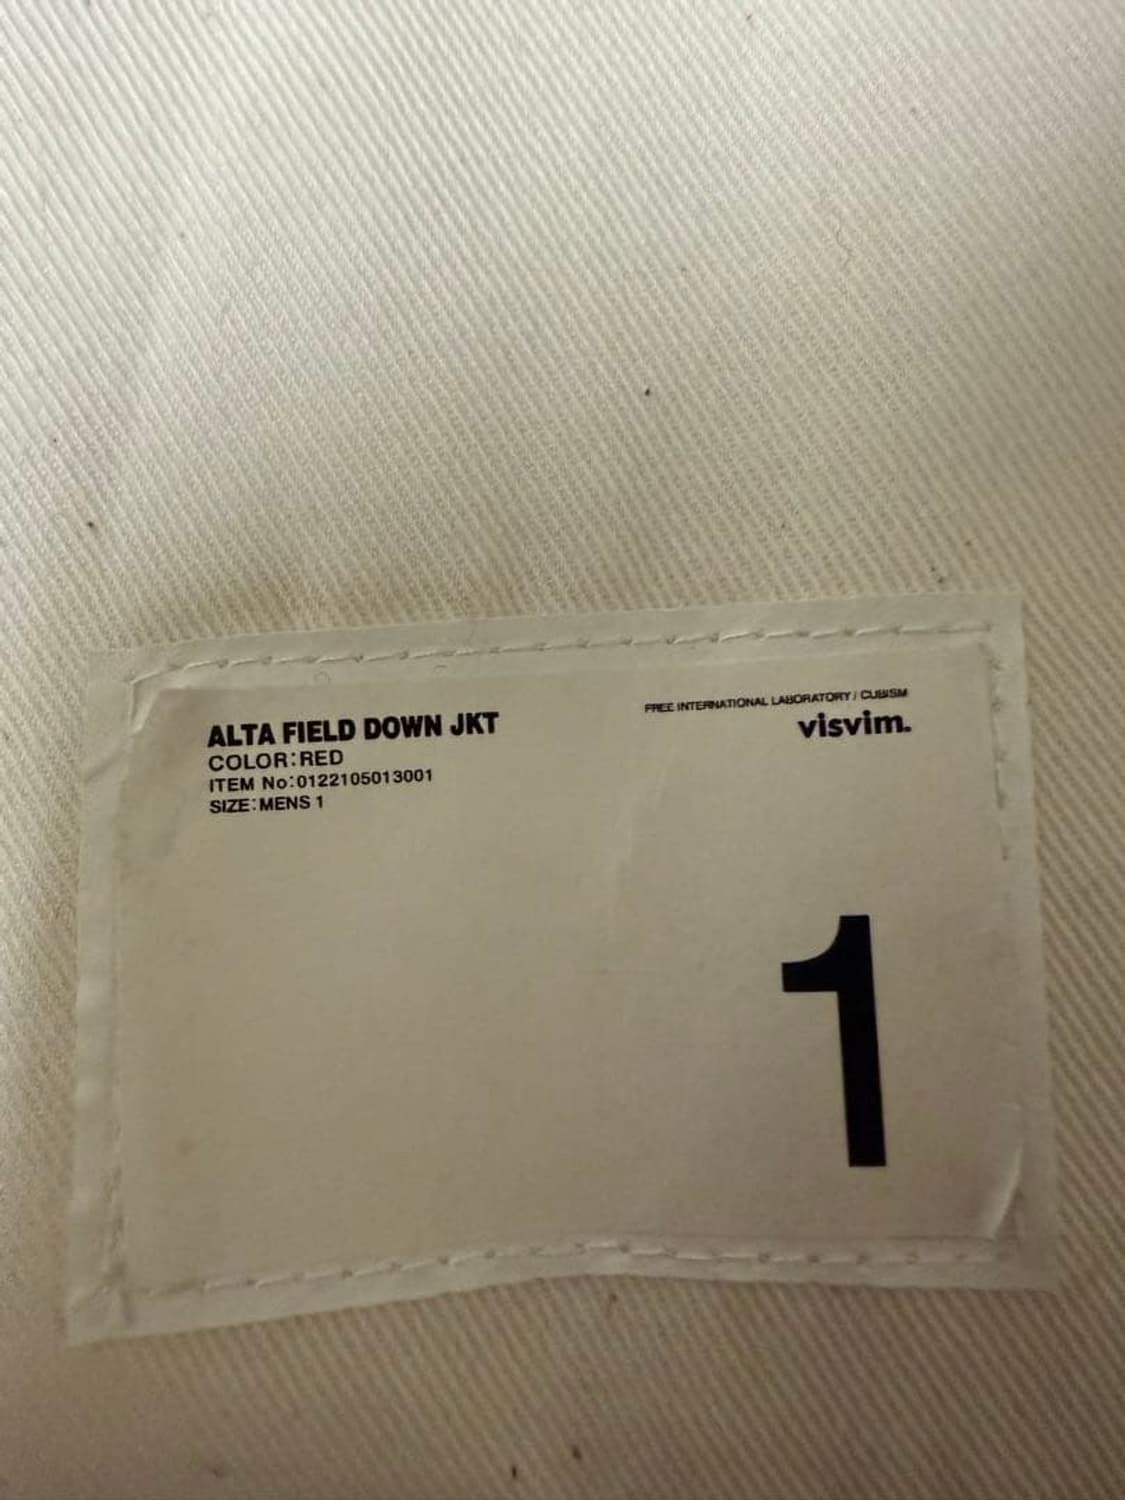 ALTA FIELD DOWN JKT
COLOR:RED
ITEM No:0122105013001
SIZE:MENS 1
FREE INTERNATIONAL LABORATORY / CUBISM
visvim.
1